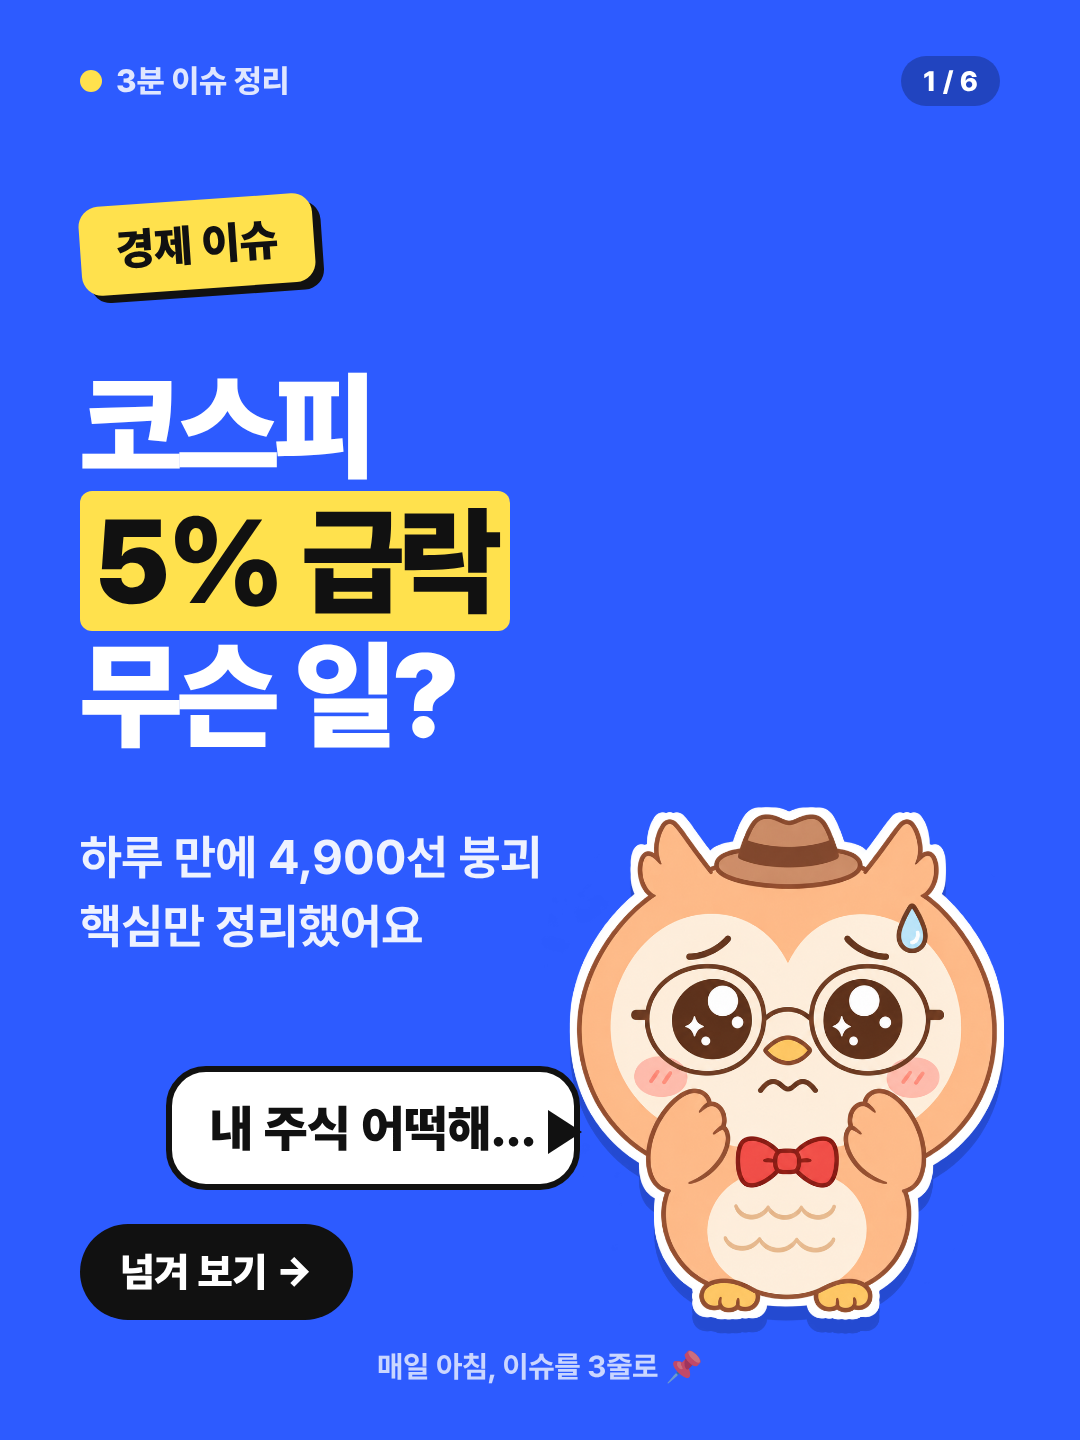 3분 이슈 정리
1 / 6
경제 이슈
코스피
5% 급락
무슨 일?
하루 만에 4,900선 붕괴
핵심만 정리했어요
내 주식 어떡해...
넘겨 보기 →
매일 아침, 이슈를 3줄로 📌